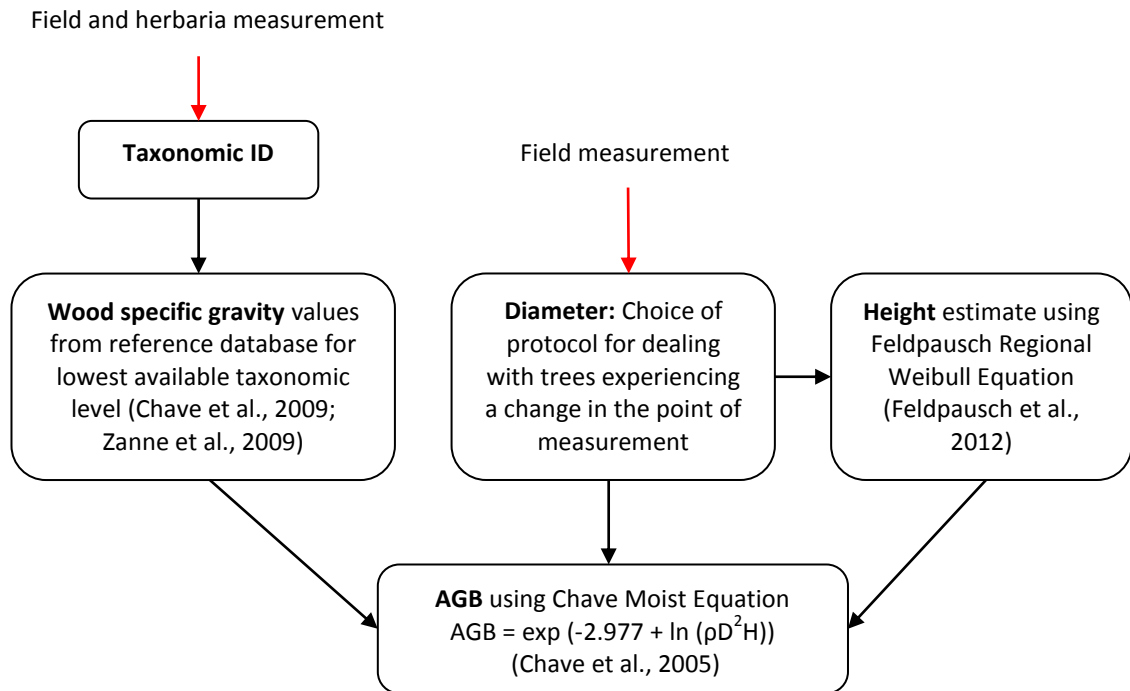 Field and herbaria measurement
Taxonomic ID
Field measurement
Wood specific gravity values
from reference database for
lowest available taxonomic
level (Chave et al., 2009;
Zanne et al., 2009)
Diameter: Choice of
protocol for dealing
with trees experiencing
a change in the point of
measurement
Height estimate using
Feldpausch Regional
Weibull Equation
(Feldpausch et al.,
2012)
AGB using Chave Moist Equation
AGB = exp (-2.977 + ln (ρD²H))
(Chave et al., 2005)